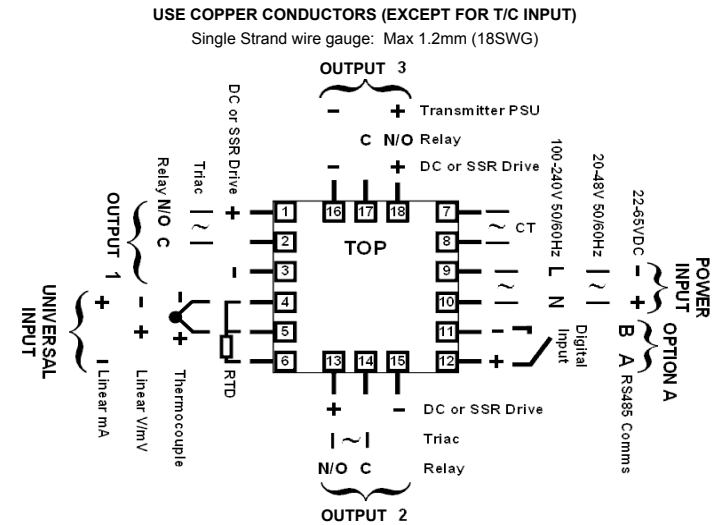 USE COPPER CONDUCTORS (EXCEPT FOR T/C INPUT)
Single Strand wire gauge: Max 1.2mm (18SWG)
OUTPUT 3
− + Transmitter PSU
C N/O Relay
− + DC or SSR Drive
DC or SSR Drive
+ −
Triac
~
Relay N/O C
OUTPUT 1
16 17 18
TOP
1
2
3
4
5
6
7
8
9
10
11
12
13 14 15
~ CT
100-240V 50/60Hz
~ L N
20-48V 50/60Hz
~
22-65VDC
− +
POWER INPUT
Digital Input
− +
B A
RS485 Comms
OPTION A
RTD
Thermocouple
− +
Linear V/mV
− +
Linear mA
+ −
UNIVERSAL INPUT
+ − DC or SSR Drive
~ Triac
N/O C Relay
OUTPUT 2